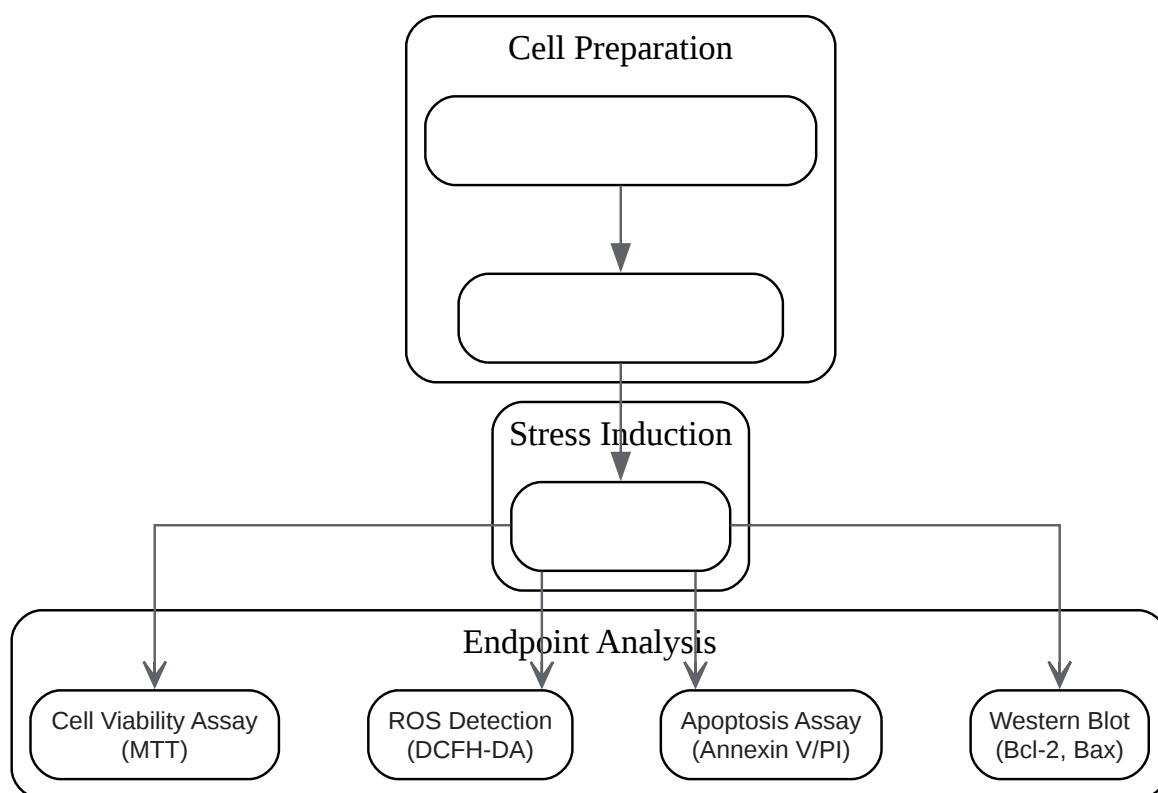 Cell Preparation
Stress Induction
Endpoint Analysis
Cell Viability Assay
(MTT)
ROS Detection
(DCFH-DA)
Apoptosis Assay
(Annexin V/PI)
Western Blot
(Bcl-2, Bax)